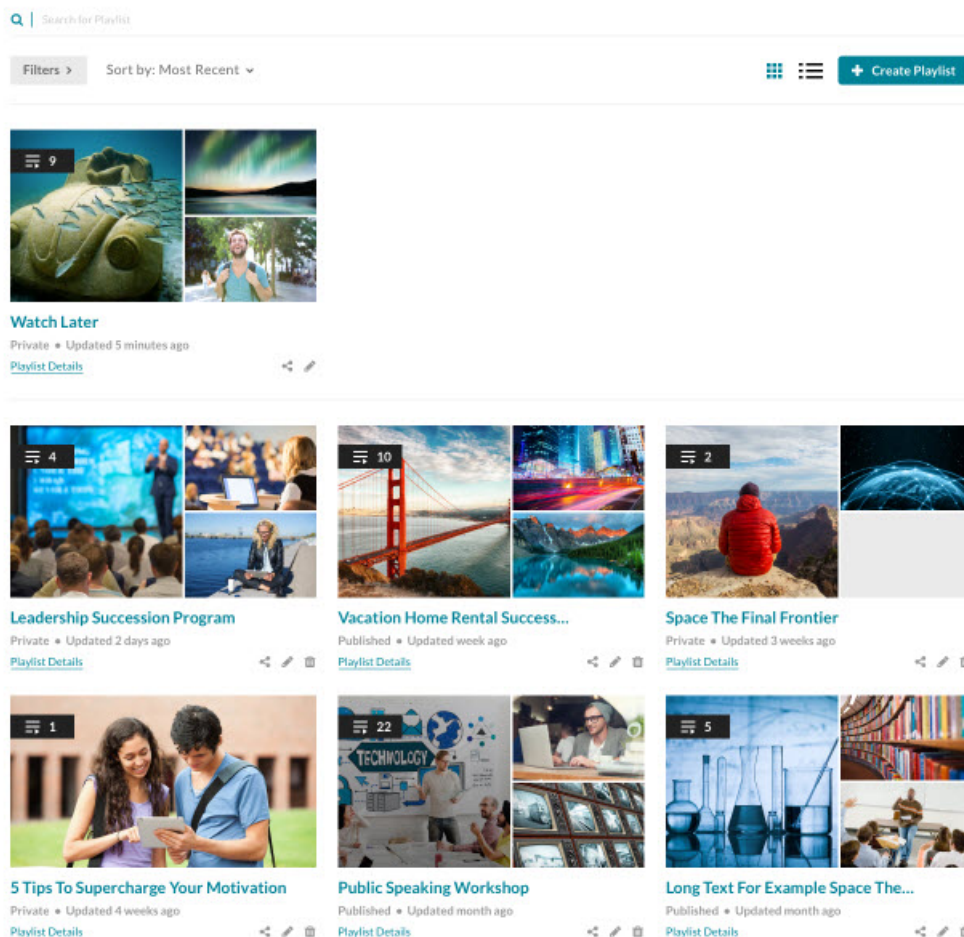 Search for Playlist
Filters >
Sort by: Most Recent
+ Create Playlist
9
Watch Later
Private • Updated 5 minutes ago
Playlist Details
4
10
2
Leadership Succession Program
Vacation Home Rental Success...
Space The Final Frontier
Private • Updated 2 days ago
Published • Updated week ago
Private • Updated 3 weeks ago
Playlist Details
Playlist Details
Playlist Details
1
22
5
TECHNOLOGY
5 Tips To Supercharge Your Motivation
Public Speaking Workshop
Long Text For Example Space The...
Private • Updated 4 weeks ago
Published • Updated month ago
Published • Updated month ago
Playlist Details
Playlist Details
Playlist Details